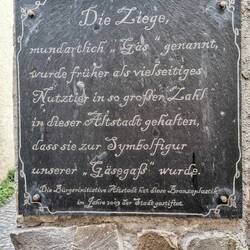 Die Ziege,
mundartlich „Gäs“ genannt,
wurde früher als vielseitiges
Nutztier in so großer Zahl
in dieser Altstadt gehalten,
dass sie zur Symbolfigur
unserer „Gäsegaß“ wurde.
Die Bürgerinitiative Altstadt hat diese Bronzeplastik
im Jahre 2003 der Stadt gestiftet.